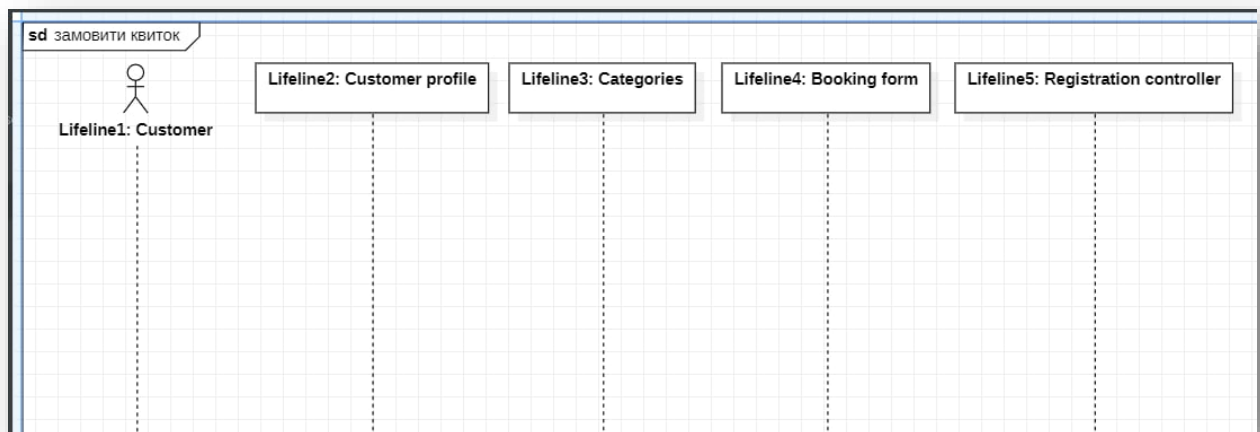 sd замовити квиток
Lifeline1: Customer
Lifeline2: Customer profile
Lifeline3: Categories
Lifeline4: Booking form
Lifeline5: Registration controller